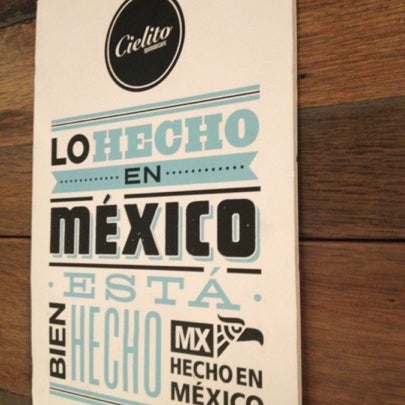 Cielito
LO HECHO
EN
MÉXICO
· ESTÁ ·
BIEN HECHO
MX
HECHO EN
MÉXICO